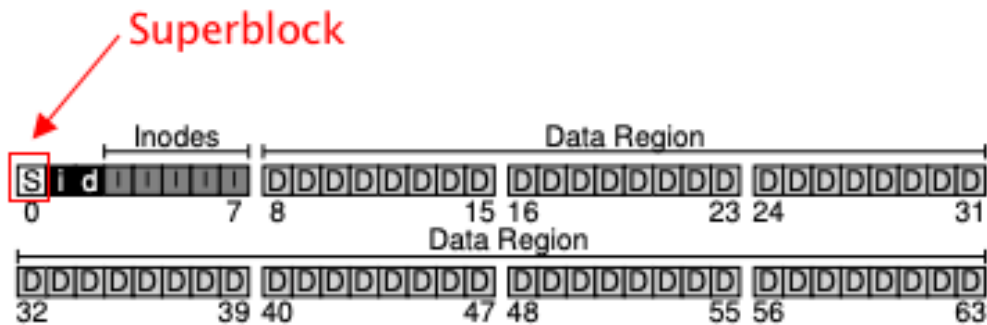 Superblock
Inodes Data Region
S i d I I I I I D D D D D D D D D D D D D D D D D D D D D D D D
0 7 8 15 16 23 24 31
Data Region
D D D D D D D D D D D D D D D D D D D D D D D D D D D D D D D D
32 39 40 47 48 55 56 63